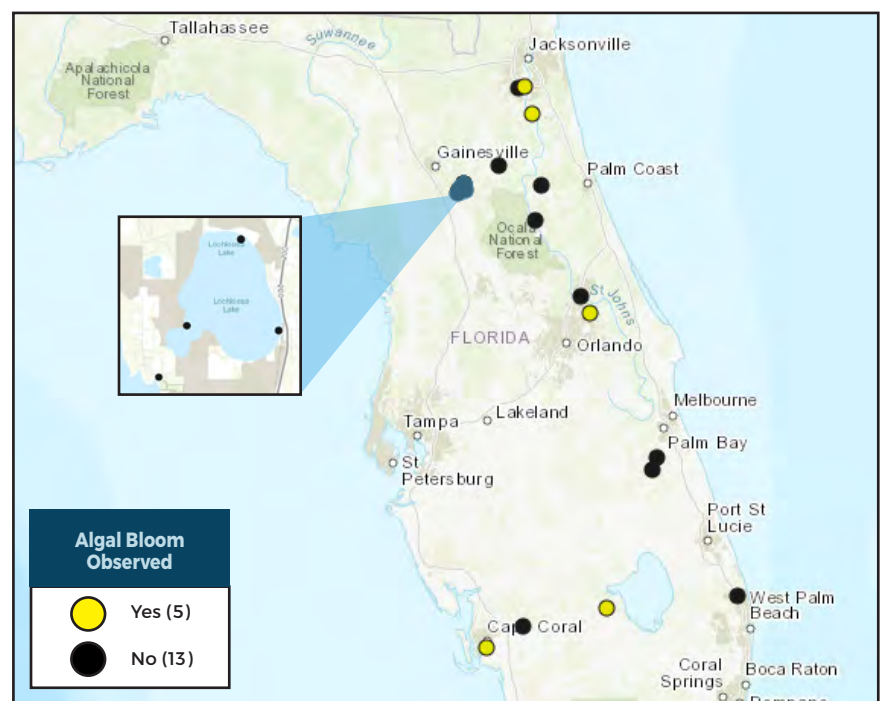 Tallahassee
Suwannee
Jacksonville
Apalachicola
National
Forest
Gainesville
Palm Coast
Ocala
National
Forest
Lochloosa
Lake
Lochloosa
Lake
St Johns
FLORIDA
Orlando
Melbourne
Lakeland
Tampa
Palm Bay
St
Petersburg
Port St
Lucie
Algal Bloom
Observed
Yes (5)
No (13)
West Palm
Beach
Cape Coral
Coral
Springs
Boca Raton